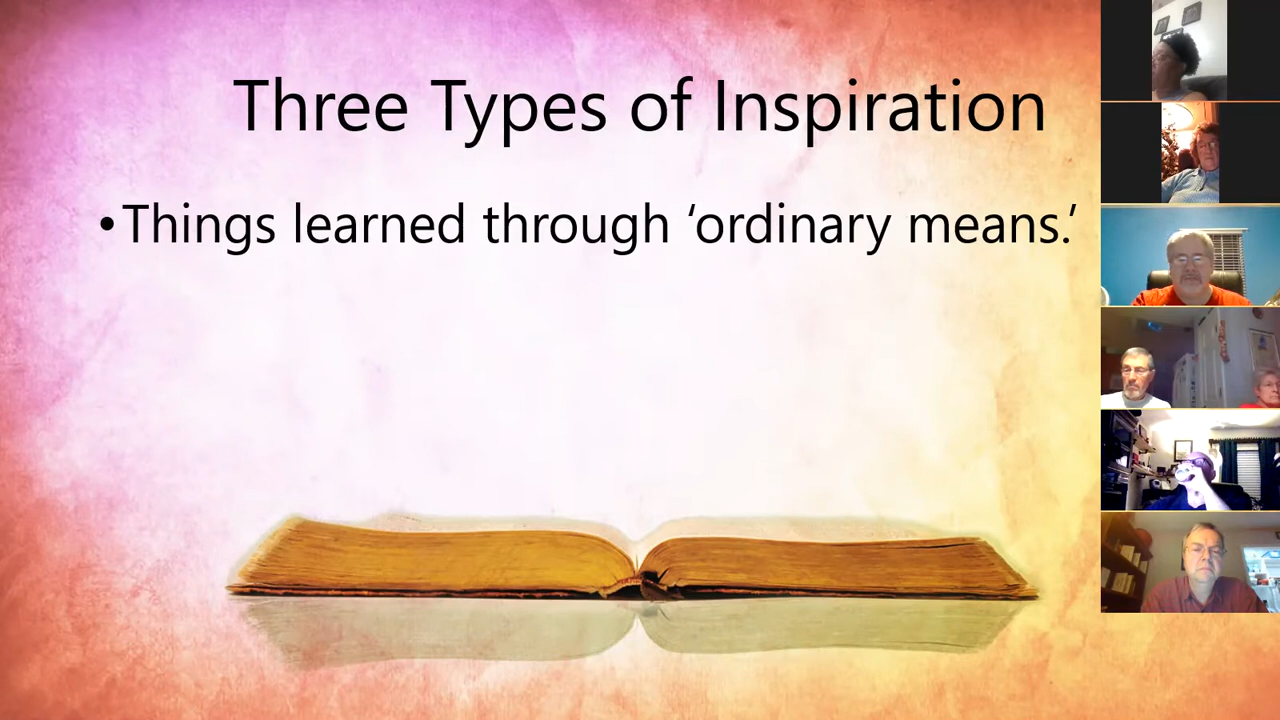 Three Types of Inspiration
•Things learned through ‘ordinary means.’